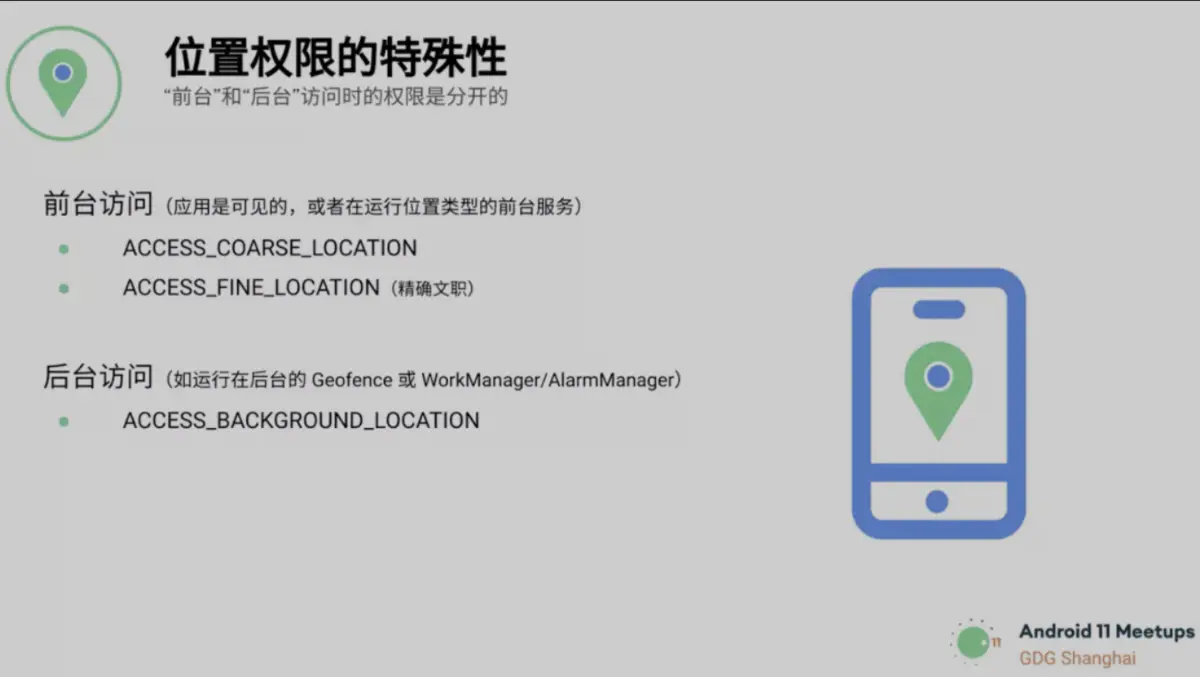 位置权限的特殊性
“前台”和“后台”访问时的权限是分开的
前台访问（应用是可见的，或者在运行位置类型的前台服务）
ACCESS_COARSE_LOCATION
ACCESS_FINE_LOCATION（精确文职）
后台访问（如运行在后台的 Geofence 或 WorkManager/AlarmManager）
ACCESS_BACKGROUND_LOCATION
11
Android 11 Meetups
GDG Shanghai